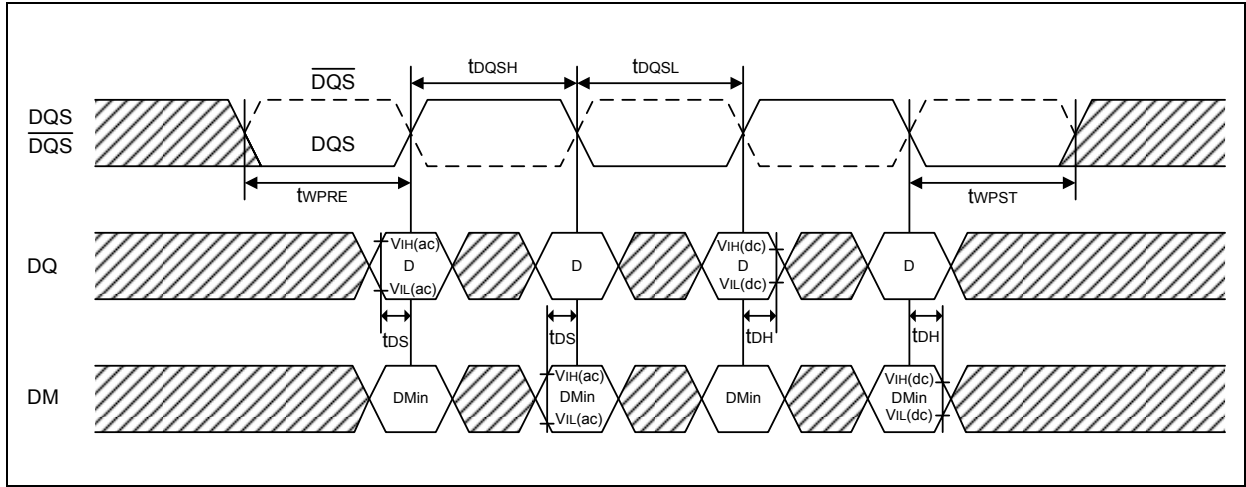 DQS
tDQSH
tDQSL
DQS
DQS
DQS
tWPRE
tWPST
DQ
VIH(ac)
D
VIL(ac)
D
VIH(dc)
D
VIL(dc)
D
tDS
tDS
tDH
tDH
DM
DMin
VIH(ac)
DMin
VIL(ac)
DMin
VIH(dc)
DMin
VIL(dc)